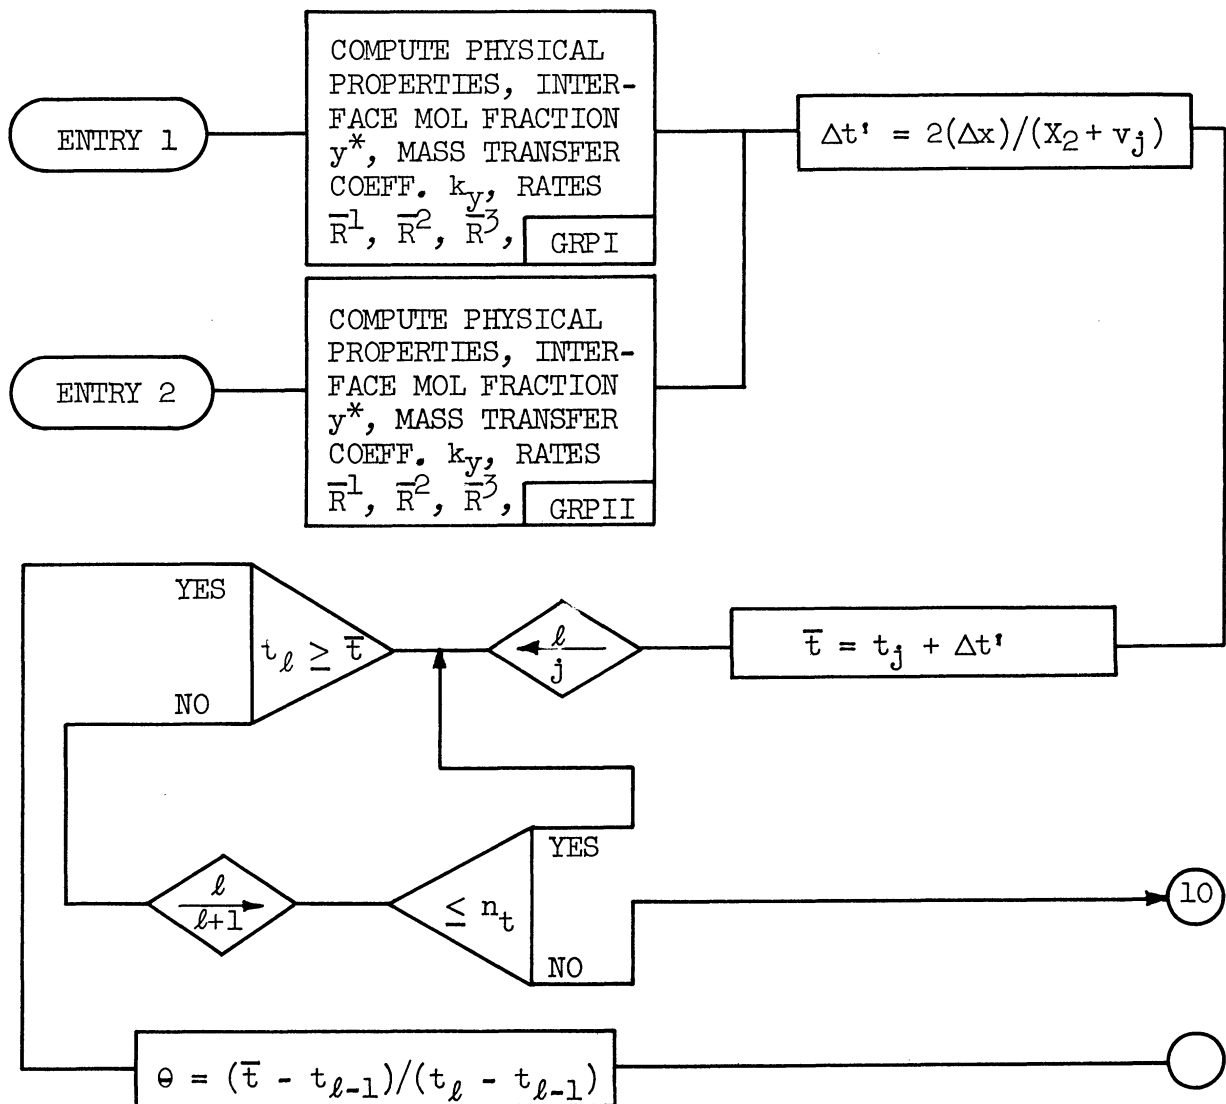 ENTRY 1
COMPUTE PHYSICAL
PROPERTIES, INTER-
FACE MOL FRACTION
y*, MASS TRANSFER
COEFF. k_y, RATES
R̅¹, R̅², R̅³,
GRPI
Δt' = 2(Δx)/(X₂ + v_j)
ENTRY 2
COMPUTE PHYSICAL
PROPERTIES, INTER-
FACE MOL FRACTION
y*, MASS TRANSFER
COEFF. k_y, RATES
R̅¹, R̅², R̅³,
GRPII
t̅ = t_j + Δt'
ℓ
j
YES
t_ℓ ≥ t̅
NO
ℓ
ℓ+1
YES
≤ n_t
NO
10
θ = (t̅ - t_ℓ-1)/(t_ℓ - t_ℓ-1)